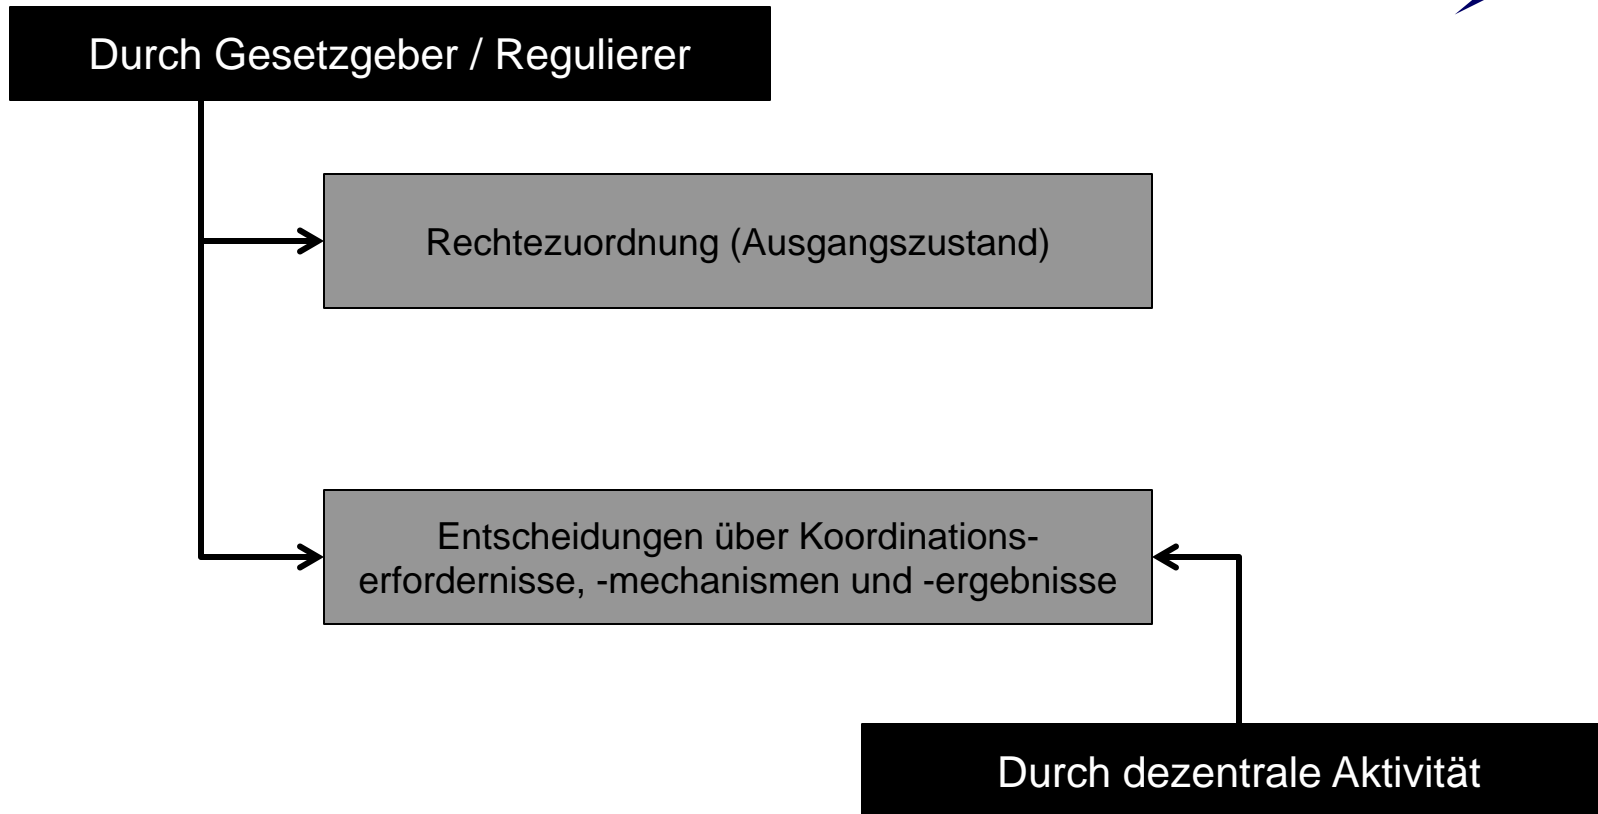 Durch Gesetzgeber / Regulierer
Rechtezuordnung (Ausgangszustand)
Entscheidungen über Koordinations-
erfordernisse, -mechanismen und -ergebnisse
Durch dezentrale Aktivität